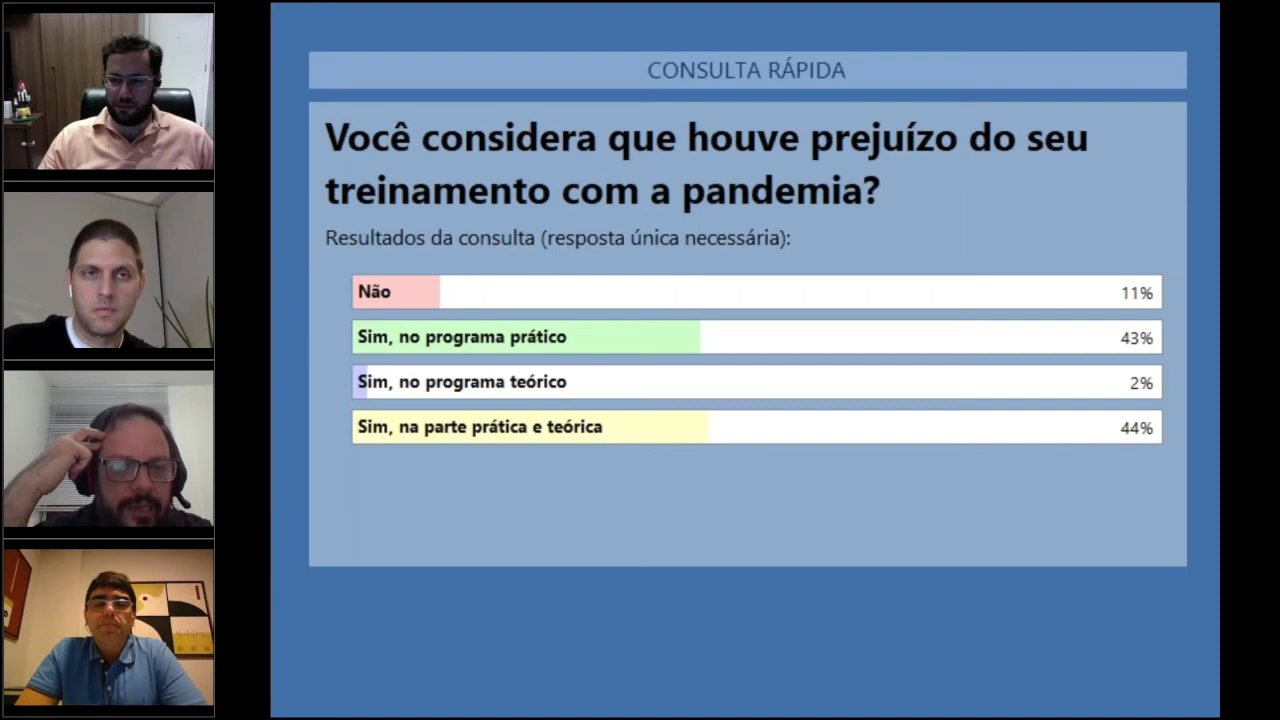 CONSULTA RÁPIDA
Você considera que houve prejuízo do seu
treinamento com a pandemia?
Resultados da consulta (resposta única necessária):
Não 11%
Sim, no programa prático 43%
Sim, no programa teórico 2%
Sim, na parte prática e teórica 44%